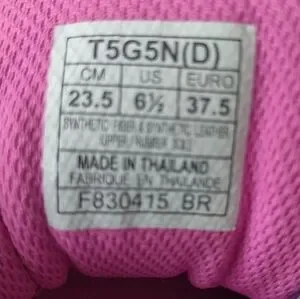 T5G5N(D)
CM US EURO
23.5 6½ 37.5
SYNTHETIC FIBER & SYNTHETIC LEATHER
(UPPER) RUBBER
MADE IN THAILAND
FABRIQUE EN THAILANDE
F830415 BR